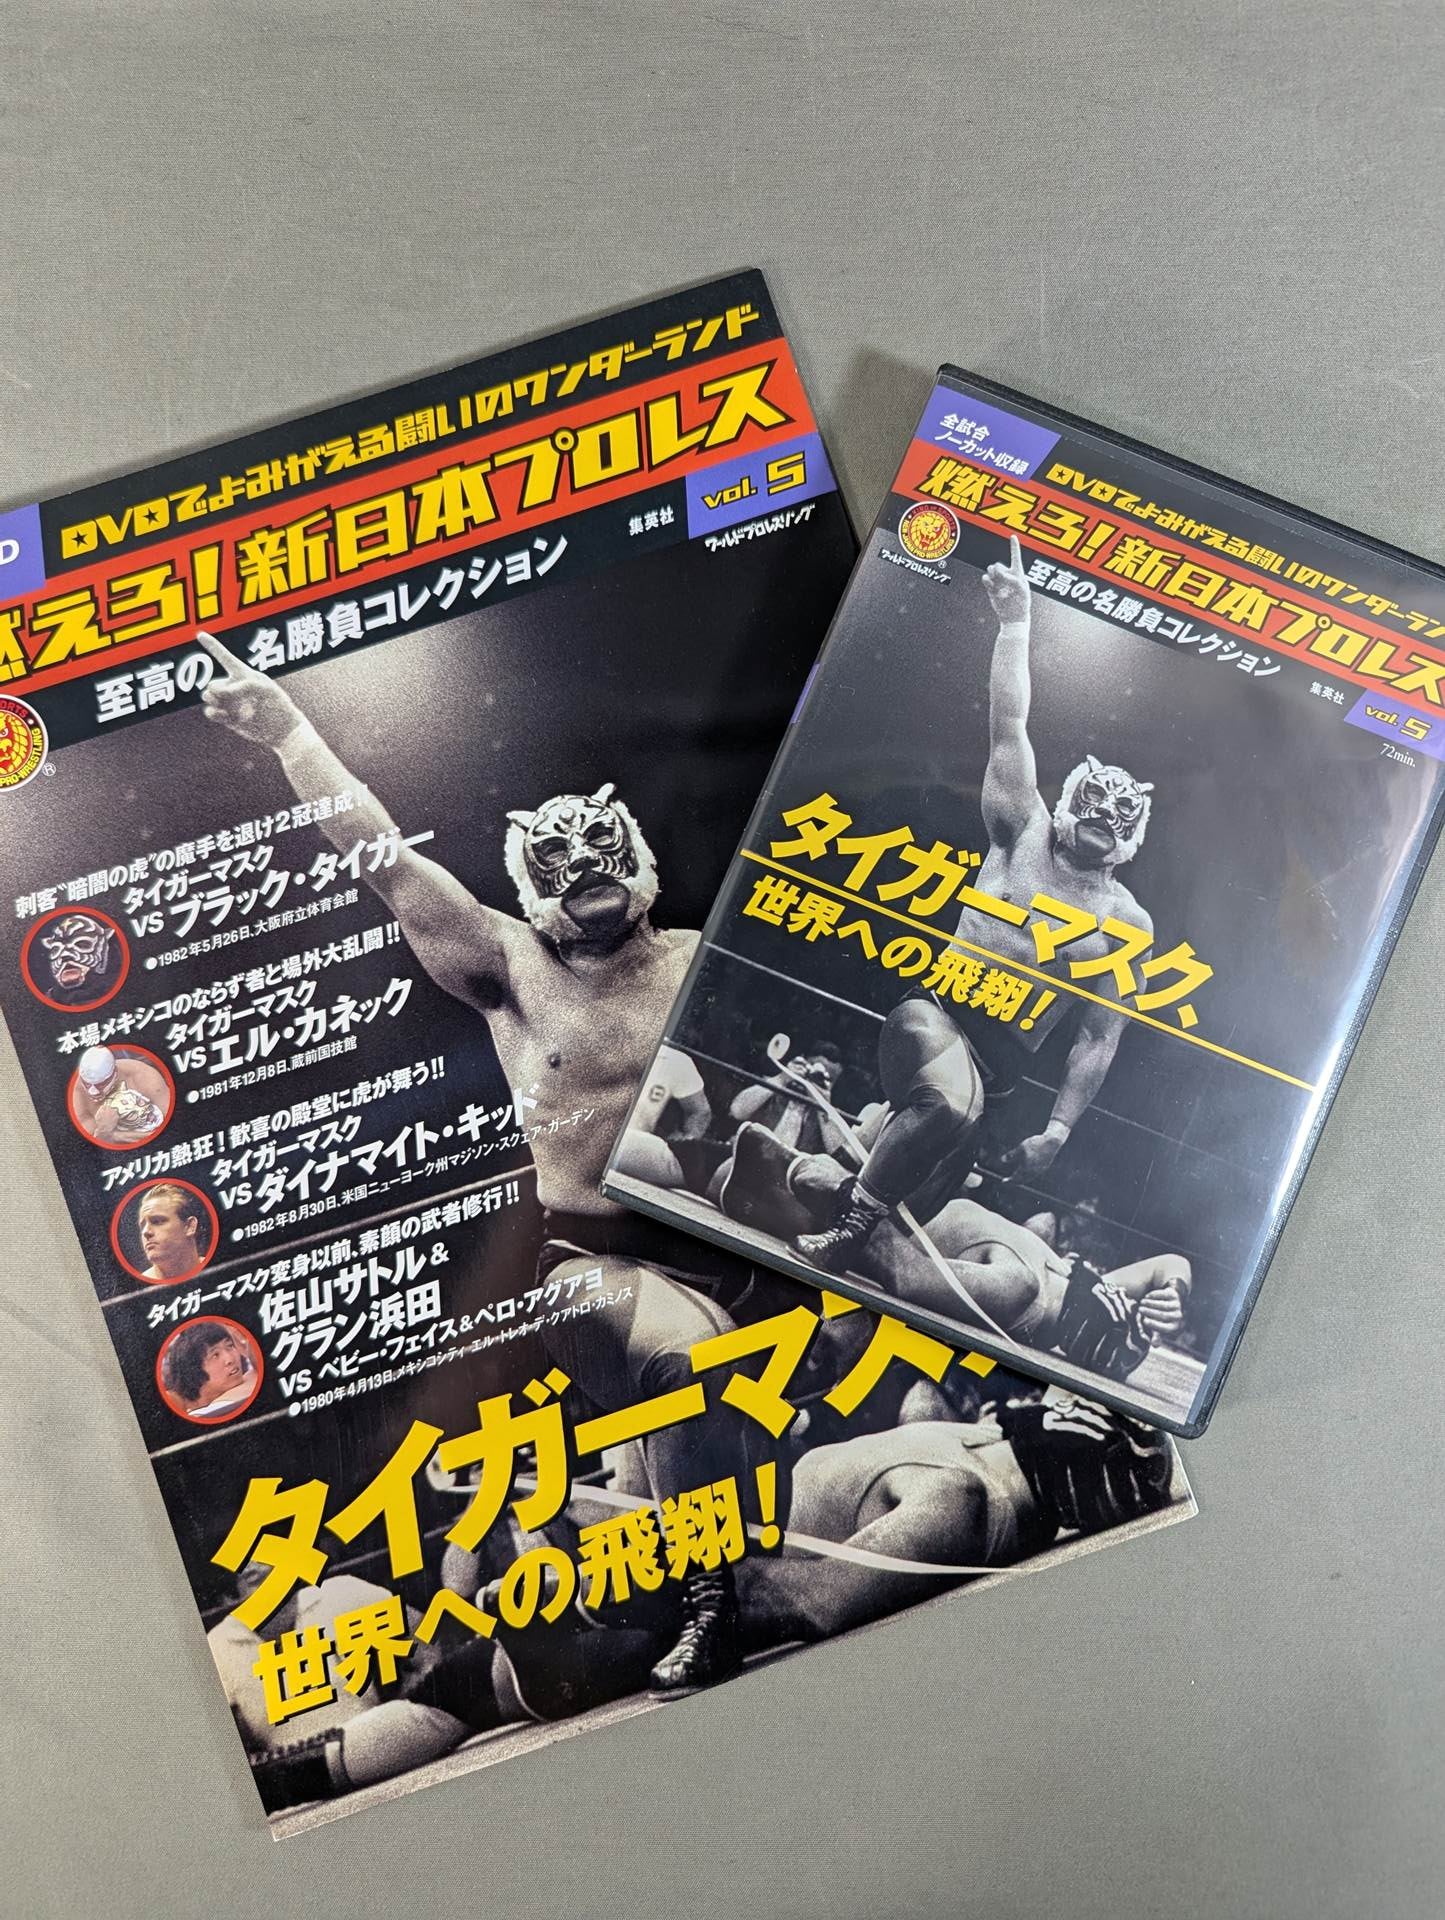 D
DVDでよみがえる闘いのワンダーランド
燃えろ!新日本プロレス
至高の名勝負コレクション
集英社
vol. 5
ワールドプロレスリング
刺客“暗闇の虎”の魔手を退け2冠達成!
タイガーマスク
VS ブラック・タイガー
●1982年5月26日、大阪府立体育会館
本場メキシコのならず者と場外大乱闘!!
タイガーマスク
VS エル・カネック
●1981年12月8日、蔵前国技館
アメリカ熱狂!歓喜の殿堂に虎が舞う!!
タイガーマスク
VS ダイナマイト・キッド
●1982年8月30日、米国ニューヨーク州マジソン・スクェア・ガーデン
タイガーマスク変身以前、素顔の武者修行!!
佐山サトル&
グラン浜田
VS ベビー・フェイス&ペロ・アグアヨ
●1980年4月13日、メキシコシティ・エル・トレオ・デ・クアトロ・カミノス
タイガーマス
世界への飛翔!
全試合
ノーカット収録
DVDでよみがえる闘いのワンダーラン
燃えろ!新日本プロレス
至高の名勝負コレクション
NEW JAPAN PRO-WRESTLING
KING OF SPORTS
ワールドプロレスリング
集英社
vol. 5
72min.
タイガーマスク、
世界への飛翔!